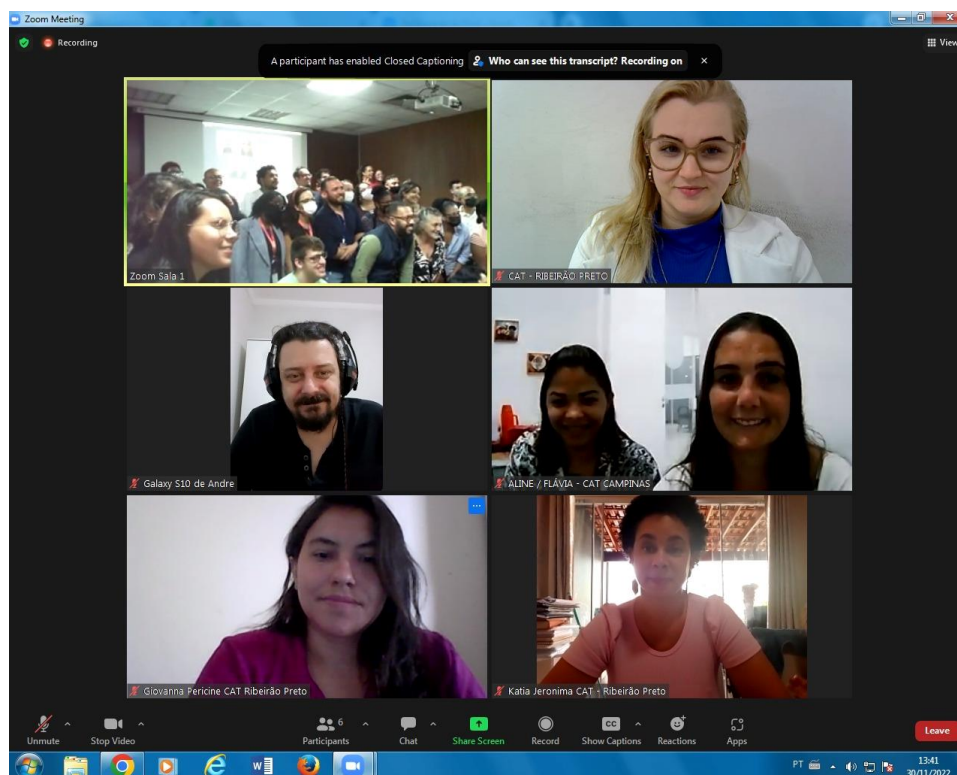 Zoom Meeting
Recording
A participant has enabled Closed Captioning
Who can see this transcript? Recording on
View
Zoom Sala 1
CAT - RIBEIRÃO PRETO
Galaxy S10 de Andre
ALINE / FLÁVIA - CAT CAMPINAS
Giovanna Pericine CAT Ribeirão Preto
Katia Jeronima CAT - Ribeirão Preto
6
CC
Unmute
Stop Video
Participants
Chat
Share Screen
Record
Show Captions
Reactions
Apps
Leave
PT
13:41
30/11/2022